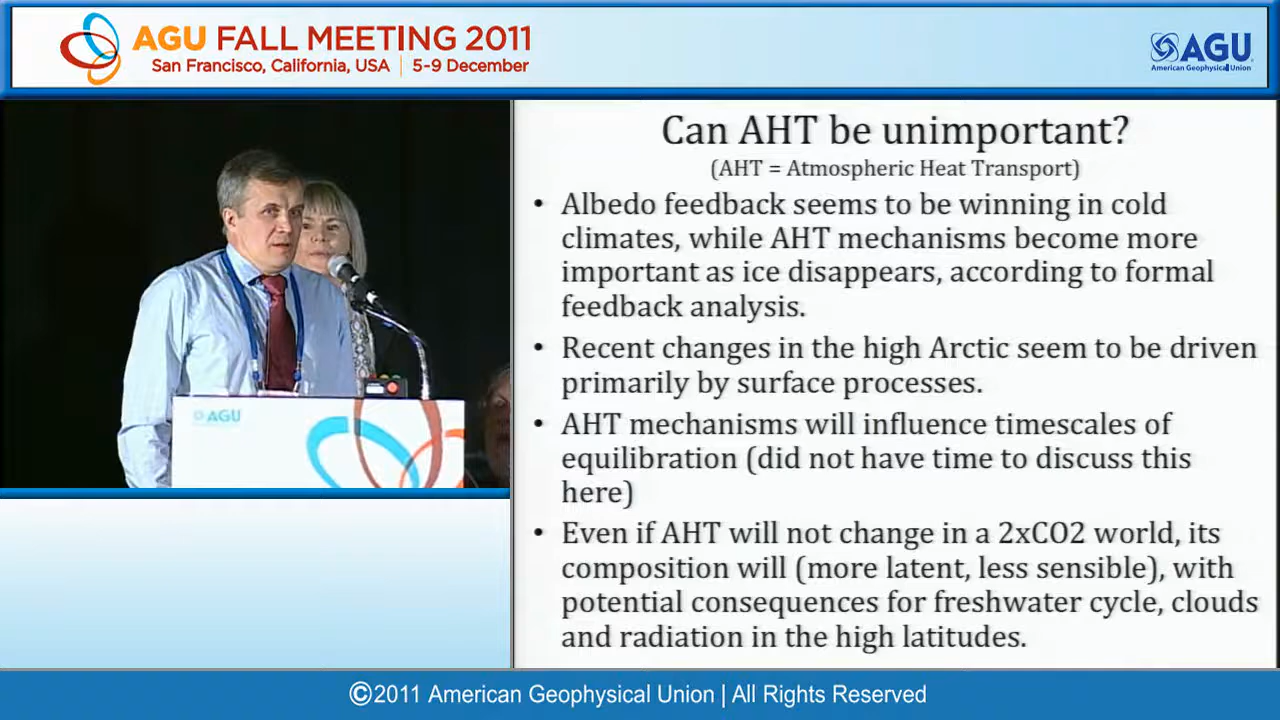 AGU FALL MEETING 2011
San Francisco, California, USA | 5-9 December
AGU
American Geophysical Union
Can AHT be unimportant?
(AHT = Atmospheric Heat Transport)
• Albedo feedback seems to be winning in cold
climates, while AHT mechanisms become more
important as ice disappears, according to formal
feedback analysis.
• Recent changes in the high Arctic seem to be driven
primarily by surface processes.
• AHT mechanisms will influence timescales of
equilibration (did not have time to discuss this
here)
• Even if AHT will not change in a 2xCO2 world, its
composition will (more latent, less sensible), with
potential consequences for freshwater cycle, clouds
and radiation in the high latitudes.
AGU
©2011 American Geophysical Union | All Rights Reserved